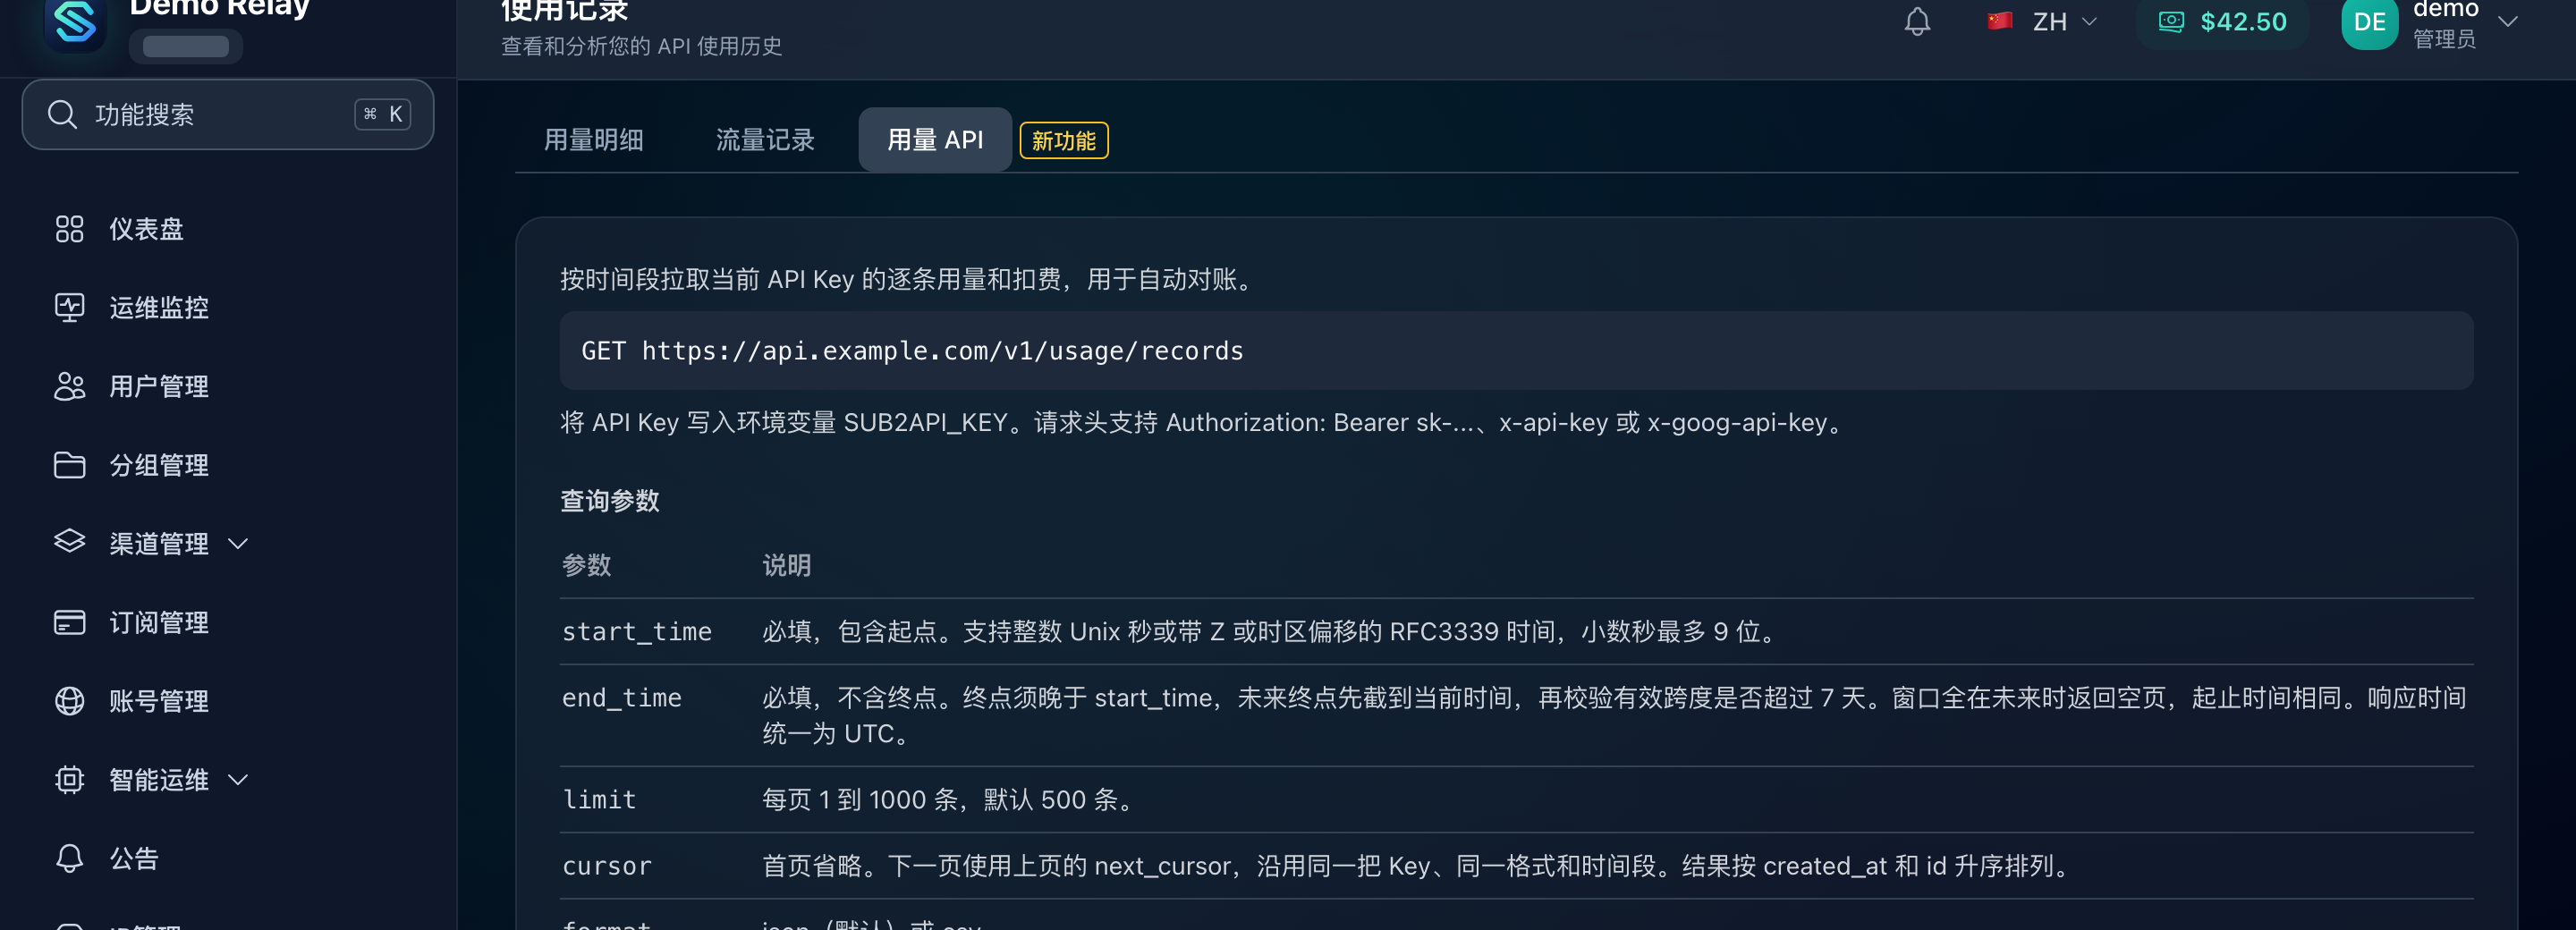 Demo Relay
功能搜索
⌘ K
仪表盘
运维监控
用户管理
分组管理
渠道管理
订阅管理
账号管理
智能运维
公告
使用记录
查看和分析您的 API 使用历史
ZH
$42.50
DE
demo
管理员
用量明细
流量记录
用量 API
新功能
按时间段拉取当前 API Key 的逐条用量和扣费，用于自动对账。
GET https://api.example.com/v1/usage/records
将 API Key 写入环境变量 SUB2API_KEY。请求头支持 Authorization: Bearer sk-...、x-api-key 或 x-goog-api-key。
查询参数
参数 说明
start_time 必填，包含起点。支持整数 Unix 秒或带 Z 或时区偏移的 RFC3339 时间，小数秒最多 9 位。
end_time 必填，不含终点。终点须晚于 start_time，未来终点先截到当前时间，再校验有效跨度是否超过 7 天。窗口全在未来时返回空页，起止时间相同。响应时间
统一为 UTC。
limit 每页 1 到 1000 条，默认 500 条。
cursor 首页省略。下一页使用上页的 next_cursor，沿用同一把 Key、同一格式和时间段。结果按 created_at 和 id 升序排列。
format json（默认）或 csv